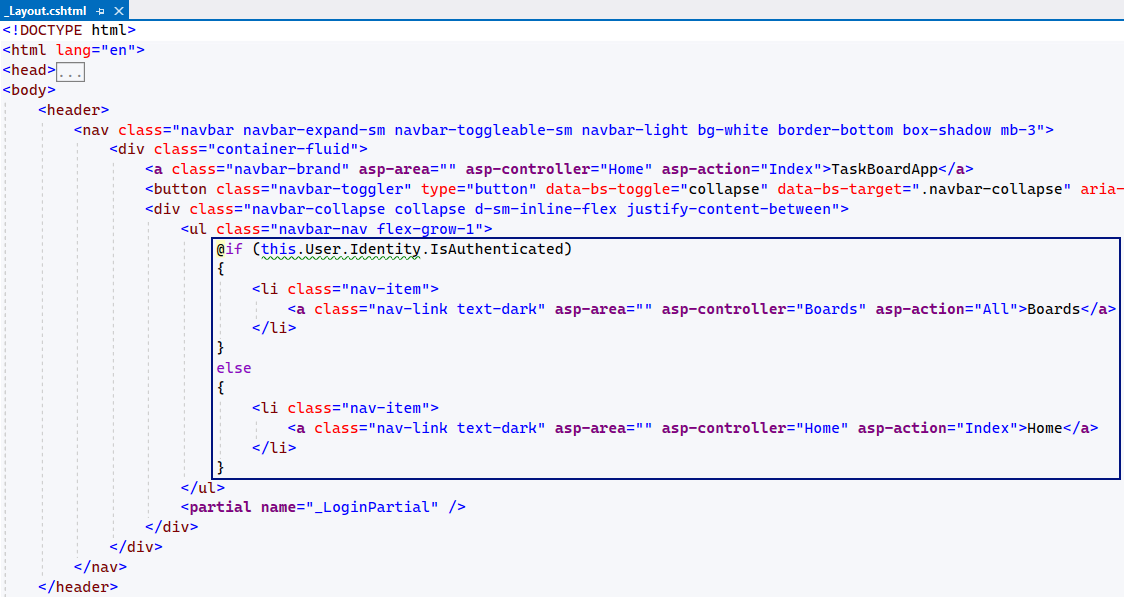 _Layout.cshtml
<!DOCTYPE html>
<html lang="en">
<head>...
<body>
<header>
<nav class="navbar navbar-expand-sm navbar-toggleable-sm navbar-light bg-white border-bottom box-shadow mb-3">
<div class="container-fluid">
<a class="navbar-brand" asp-area="" asp-controller="Home" asp-action="Index">TaskBoardApp</a>
<button class="navbar-toggler" type="button" data-bs-toggle="collapse" data-bs-target=".navbar-collapse" aria-
<div class="navbar-collapse collapse d-sm-inline-flex justify-content-between">
<ul class="navbar-nav flex-grow-1">
@if (this.User.Identity.IsAuthenticated)
{
<li class="nav-item">
<a class="nav-link text-dark" asp-area="" asp-controller="Boards" asp-action="All">Boards</a>
</li>
}
else
{
<li class="nav-item">
<a class="nav-link text-dark" asp-area="" asp-controller="Home" asp-action="Index">Home</a>
</li>
}
</ul>
<partial name="_LoginPartial" />
</div>
</div>
</nav>
</header>